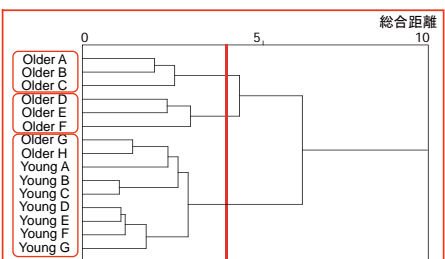 総合距離
0 5 10
Older A
Older B
Older C
Older D
Older E
Older F
Older G
Older H
Young A
Young B
Young C
Young D
Young E
Young F
Young G